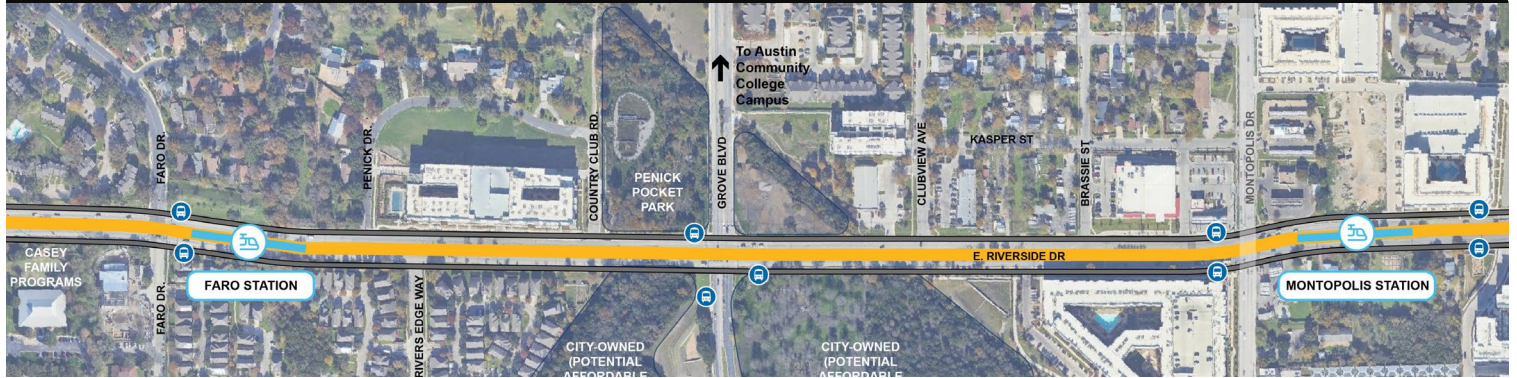 To Austin
Community
College
Campus
FARO DR.
PENICK DR.
COUNTRY CLUB RD.
PENICK
POCKET
PARK
GROVE BLVD
CLUBVIEW AVE
KASPER ST
BRASSIE ST
MONTOPOLIS DR
E. RIVERSIDE DR
CASEY
FAMILY
PROGRAMS
FARO STATION
MONTOPOLIS STATION
FARO DR.
RIVERS EDGE WAY
CITY-OWNED
(POTENTIAL
AFFORDABLE
CITY-OWNED
(POTENTIAL
AFFORDABLE